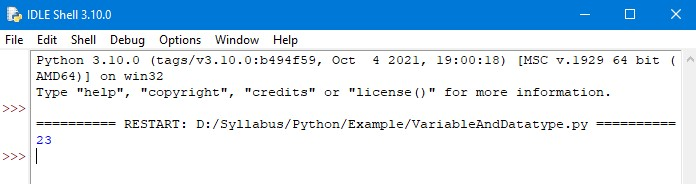 IDLE Shell 3.10.0
File Edit Shell Debug Options Window Help
Python 3.10.0 (tags/v3.10.0:b494f59, Oct  4 2021, 19:00:18) [MSC v.1929 64 bit (
AMD64)] on win32
Type "help", "copyright", "credits" or "license()" for more information.
>>>
========== RESTART: D:/Syllabus/Python/Example/VariableAndDatatype.py ==========
23
>>>